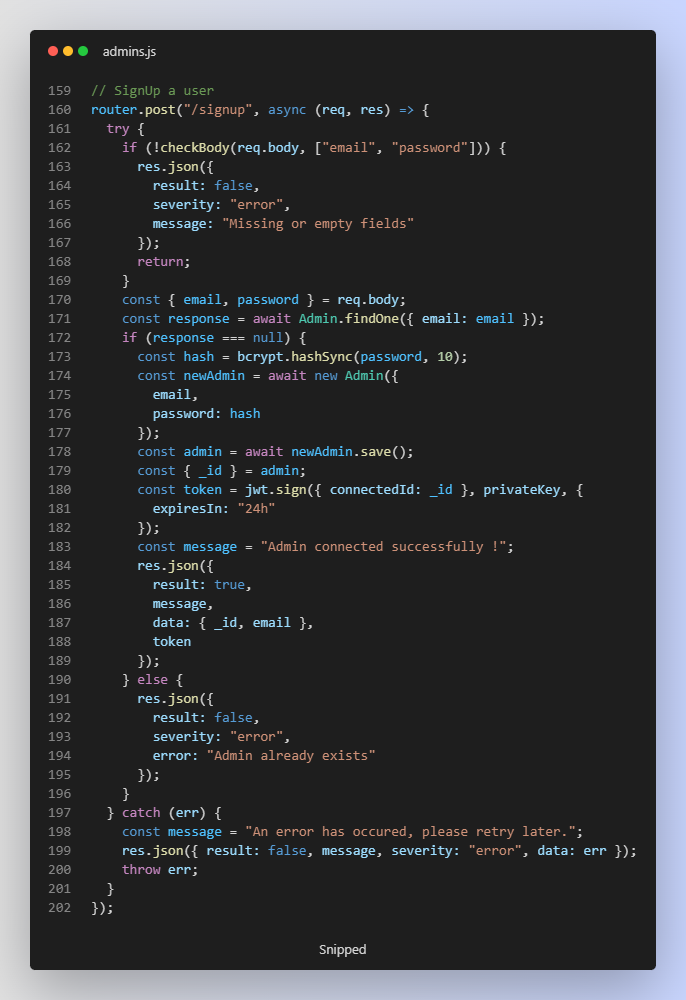 admins.js
159 // SignUp a user
160 router.post("/signup", async (req, res) => {
161   try {
162     if (!checkBody(req.body, ["email", "password"])) {
163       res.json({
164         result: false,
165         severity: "error",
166         message: "Missing or empty fields"
167       });
168       return;
169     }
170     const { email, password } = req.body;
171     const response = await Admin.findOne({ email: email });
172     if (response === null) {
173       const hash = bcrypt.hashSync(password, 10);
174       const newAdmin = await new Admin({
175         email,
176         password: hash
177       });
178       const admin = await newAdmin.save();
179       const { _id } = admin;
180       const token = jwt.sign({ connectedId: _id }, privateKey, {
181         expiresIn: "24h"
182       });
183       const message = "Admin connected successfully !";
184       res.json({
185         result: true,
186         message,
187         data: { _id, email },
188         token
189       });
190     } else {
191       res.json({
192         result: false,
193         severity: "error",
194         error: "Admin already exists"
195       });
196     }
197   } catch (err) {
198     const message = "An error has occured, please retry later.";
199     res.json({ result: false, message, severity: "error", data: err });
200     throw err;
201   }
202 });
Snipped